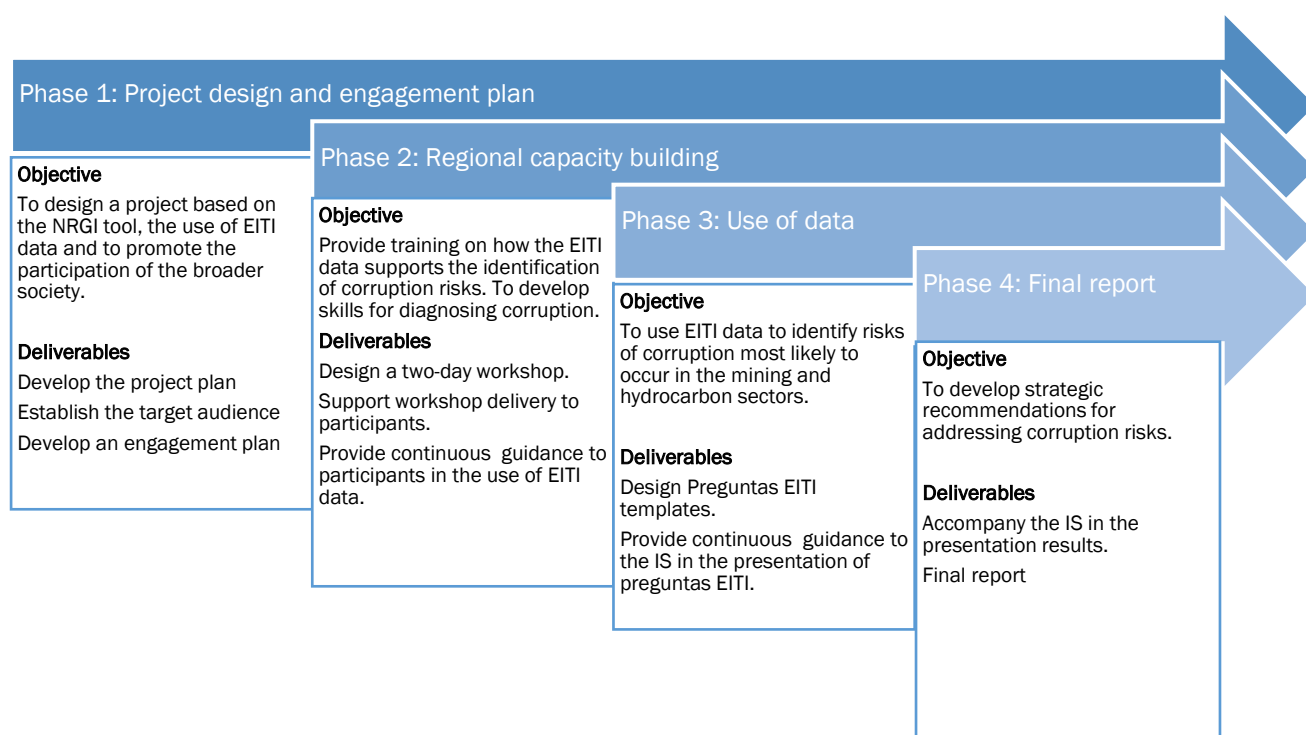 Phase 1: Project design and engagement plan
Objective
To design a project based on
the NRGI tool, the use of EITI
data and to promote the
participation of the broader
society.
Deliverables
Develop the project plan
Establish the target audience
Develop an engagement plan
Phase 2: Regional capacity building
Objective
Provide training on how the EITI
data supports the identification
of corruption risks. To develop
skills for diagnosing corruption.
Deliverables
Design a two-day workshop.
Support workshop delivery to
participants.
Provide continuous  guidance to
participants in the use of EITI
data.
Phase 3: Use of data
Objective
To use EITI data to identify risks
of corruption most likely to
occur in the mining and
hydrocarbon sectors.
Deliverables
Design Preguntas EITI
templates.
Provide continuous  guidance to
the IS in the presentation of
preguntas EITI.
Phase 4: Final report
Objective
To develop strategic
recommendations for
addressing corruption risks.
Deliverables
Accompany the IS in the
presentation results.
Final report